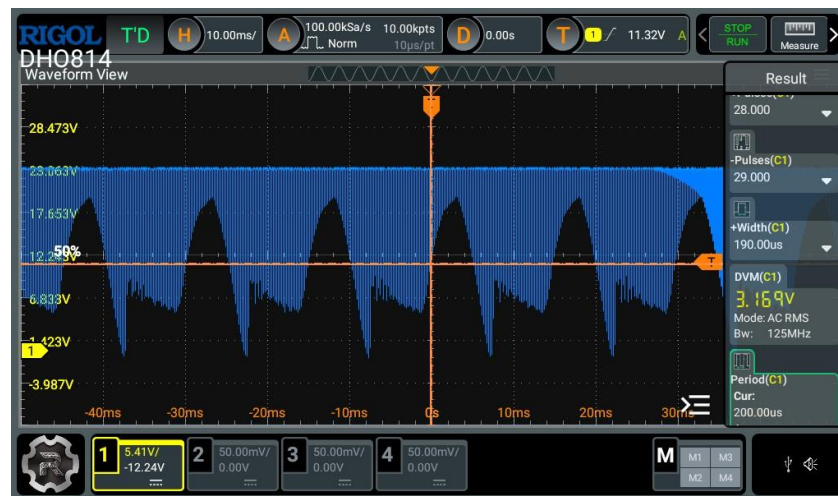 RIGOL T'D H 10.00ms/ A 100.00kSa/s 10.00kpts D 0.00s T 1 11.32V A < STOP >
Norm 10µs/pt RUN Measure
DHO814
Waveform View
Result
28.473V
23.063V
17.653V
50%
6.833V
1.423V
1
-3.987V
-40ms -30ms -20ms -10ms 0s 10ms 20ms 30ms
T
28.000
-Pulses(C1)
29.000
+Width(C1)
190.00us
DVM(C1)
3.169V
Mode: AC RMS
Bw: 125MHz
Period(C1)
Cur:
200.00us
R
1 5.41V/ 2 50.00mV/ 3 50.00mV/ 4 50.00mV/ M M1 M3
-12.24V 0.00V 0.00V 0.00V M2 M4